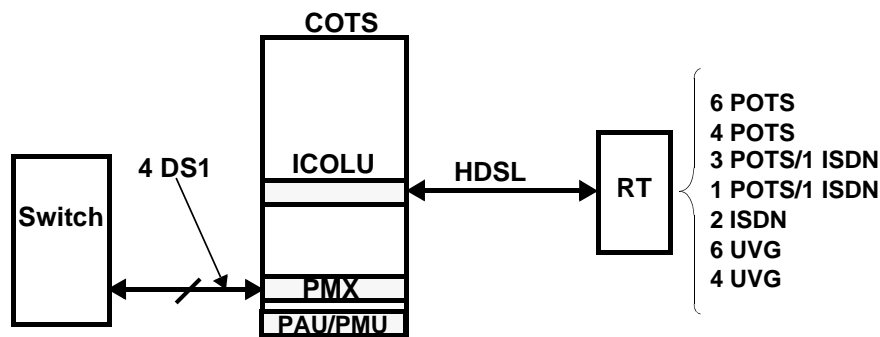 COTS
6 POTS
4 POTS
3 POTS/1 ISDN
1 POTS/1 ISDN
2 ISDN
6 UVG
4 UVG
4 DS1
ICOLU
HDSL
RT
Switch
PMX
PAU/PMU